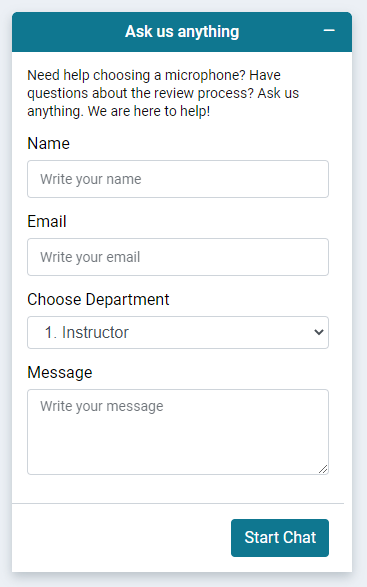 Ask us anything
Need help choosing a microphone? Have
questions about the review process? Ask us
anything. We are here to help!
Name
Write your name
Email
Write your email
Choose Department
1. Instructor
Message
Write your message
Start Chat